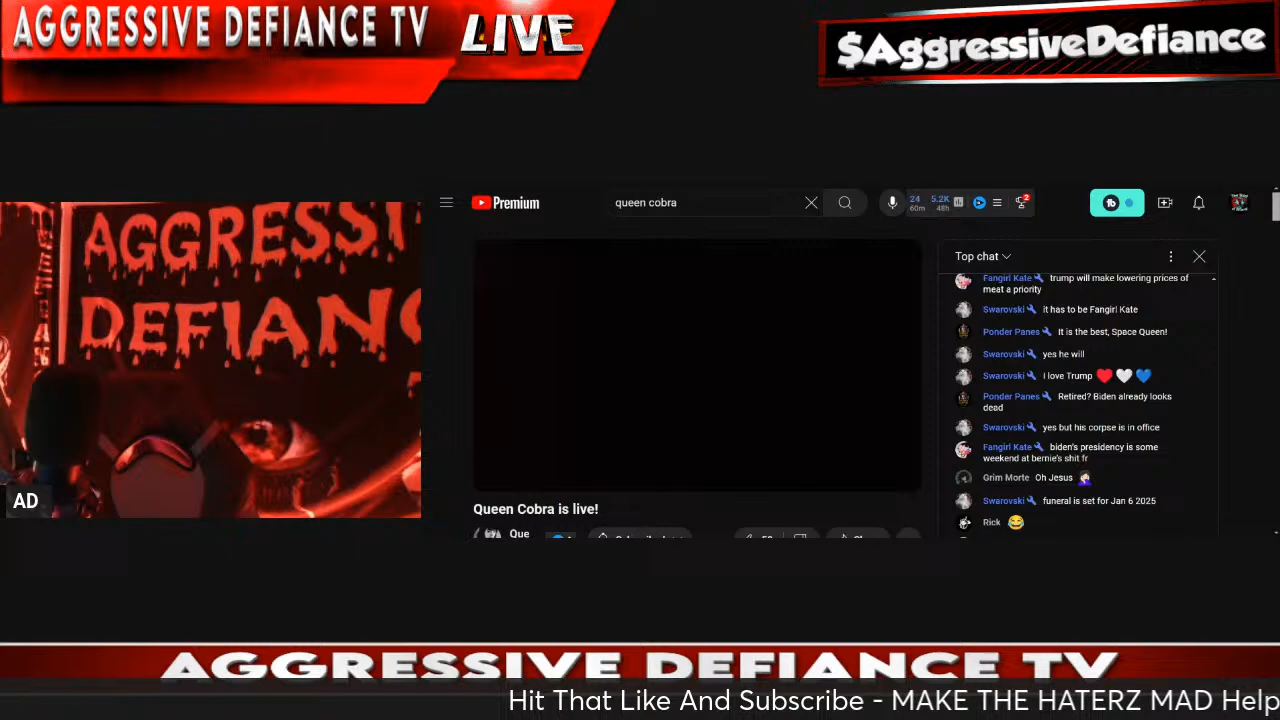 AGGRESSIVE DEFIANCE TV
LIVE
$AggressiveDefiance
AGGRESSI
DEFIANC
AD
Premium
queen cobra
24
60m
5.2K
48h
2
Top chat
Fangirl Kate trump will make lowering prices of
meat a priority
Swarovski it has to be Fangirl Kate
Ponder Panes It is the best, Space Queen!
Swarovski yes he will
Swarovski I love Trump ❤️🤍💙
Ponder Panes Retired? Biden already looks
dead
Swarovski yes but his corpse is in office
Fangirl Kate biden's presidency is some
weekend at bernie's shit fr
Grim Morte Oh Jesus 🤦
Swarovski funeral is set for Jan 6 2025
Rick 😂
Queen Cobra is live!
Que
AGGRESSIVE DEFIANCE TV
Hit That Like And Subscribe - MAKE THE HATERZ MAD Help